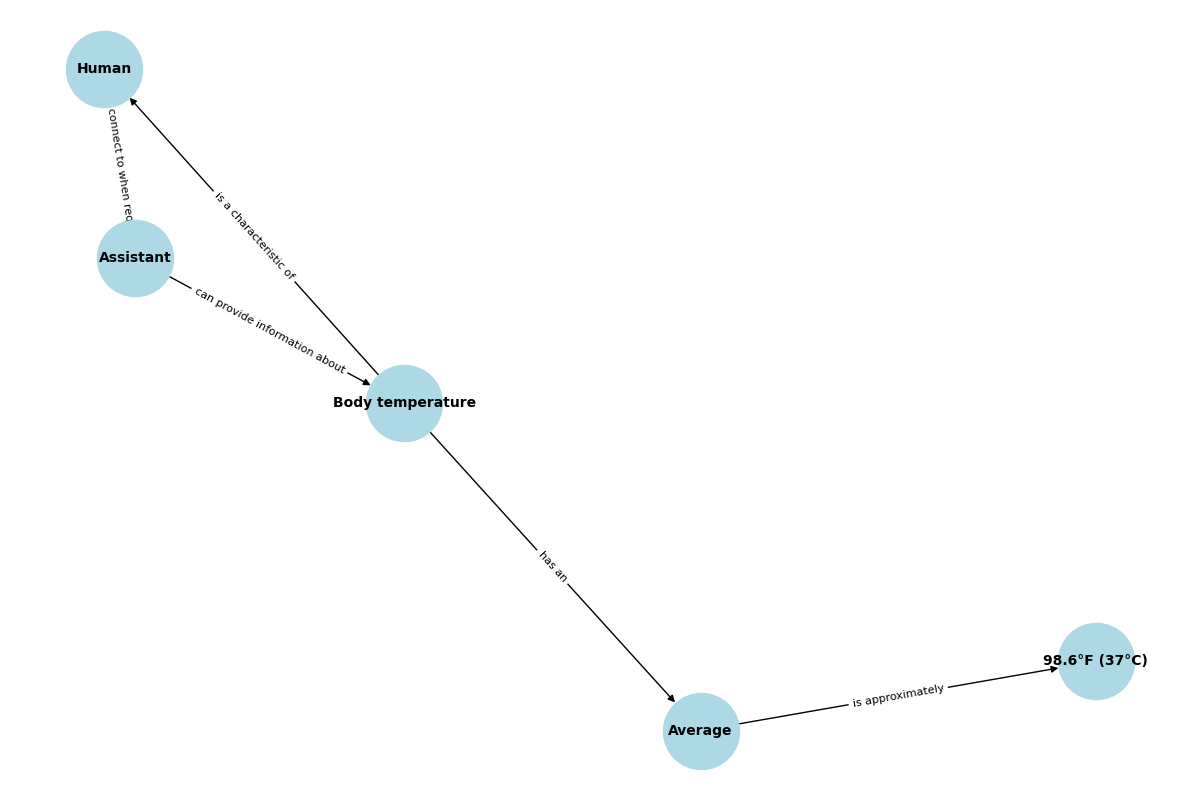 Human
connect to when
is a characteristic of
Assistant
can provide information about
Body temperature
has an
98.6°F (37°C)
is approximately
Average